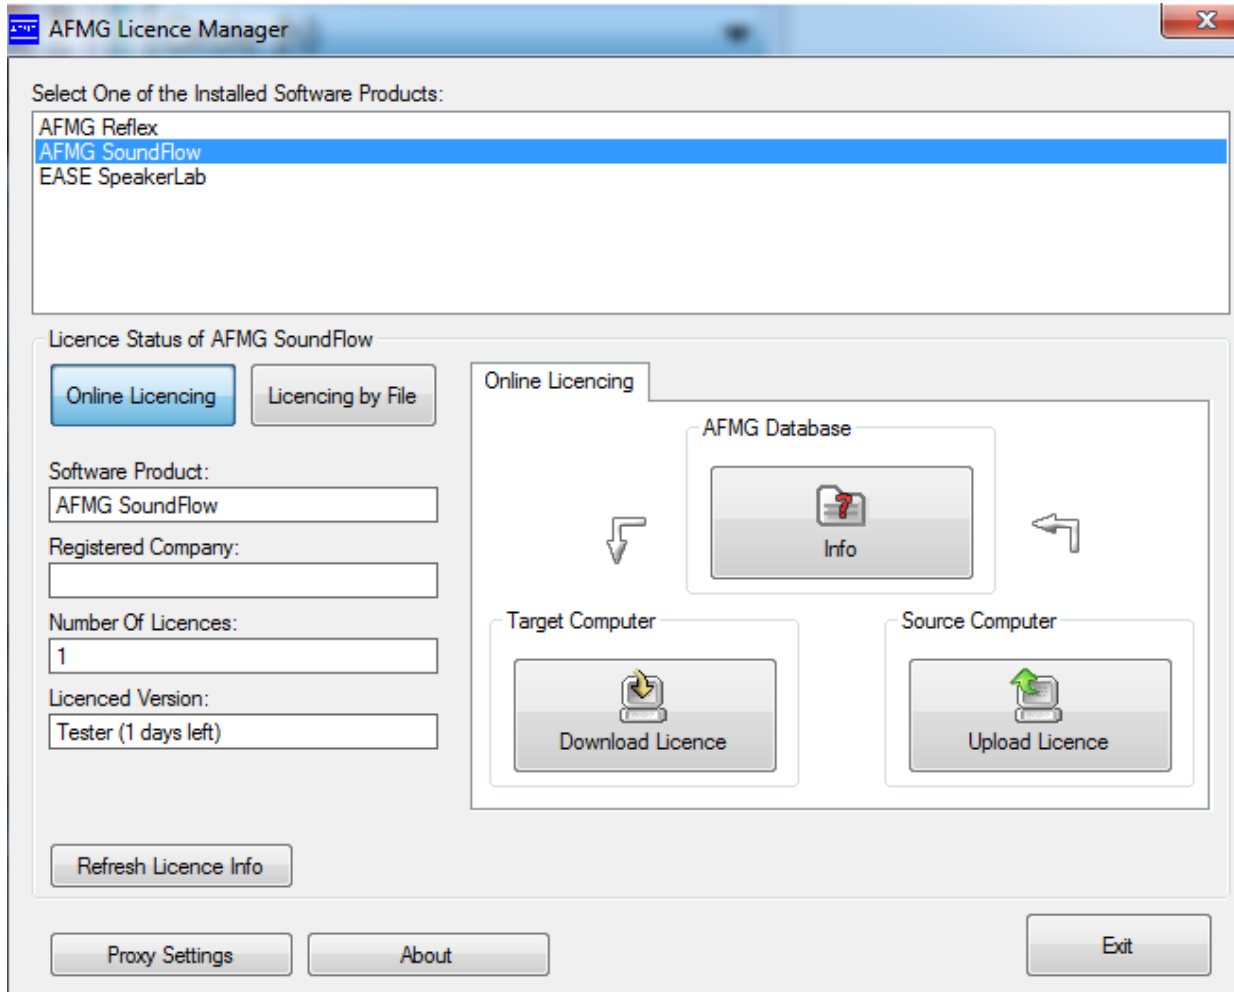 AFMG Licence Manager
Select One of the Installed Software Products:
AFMG Reflex
AFMG SoundFlow
EASE SpeakerLab
Licence Status of AFMG SoundFlow
Online Licencing
Licencing by File
Software Product:
AFMG SoundFlow
Registered Company:
Number Of Licences:
1
Licenced Version:
Tester (1 days left)
Refresh Licence Info
Online Licencing
AFMG Database
Info
Target Computer
Download Licence
Source Computer
Upload Licence
Proxy Settings
About
Exit